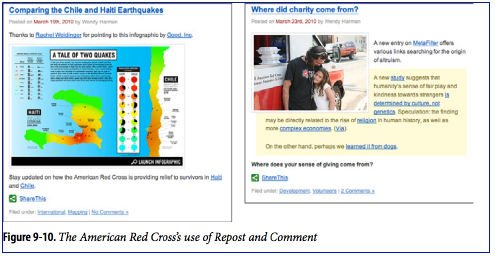 Comparing the Chile and Haiti Earthquakes
Posted on March 19th, 2010 by Wendy Harman
Thanks to Rachel Weidinger for pointing to this infographic by Good, Inc.
A TALE OF TWO QUAKES
CHILE
HAITI
LAUNCH INFOGRAPHIC
Stay updated on how the American Red Cross is providing relief to survivors in Haiti
and Chile.
ShareThis
Filed under: International, Mapping | No Comments »
Where did charity come from?
Posted on March 23rd, 2010 by Wendy Harman
A new entry on MetaFilter offers
various links searching for the origin
of altruism.
A new study suggests that
humanity's sense of fair play and
kindness towards strangers is
determined by culture, not
genetics. Speculation: the finding
may be directly related to the rise of religion in human history, as well as
more complex economies. (Via)
On the other hand, perhaps we learned it from dogs.
Where does your sense of giving come from?
ShareThis
Filed under: Development, Volunteers | 2 Comments »
Figure 9-10. The American Red Cross's use of Repost and Comment